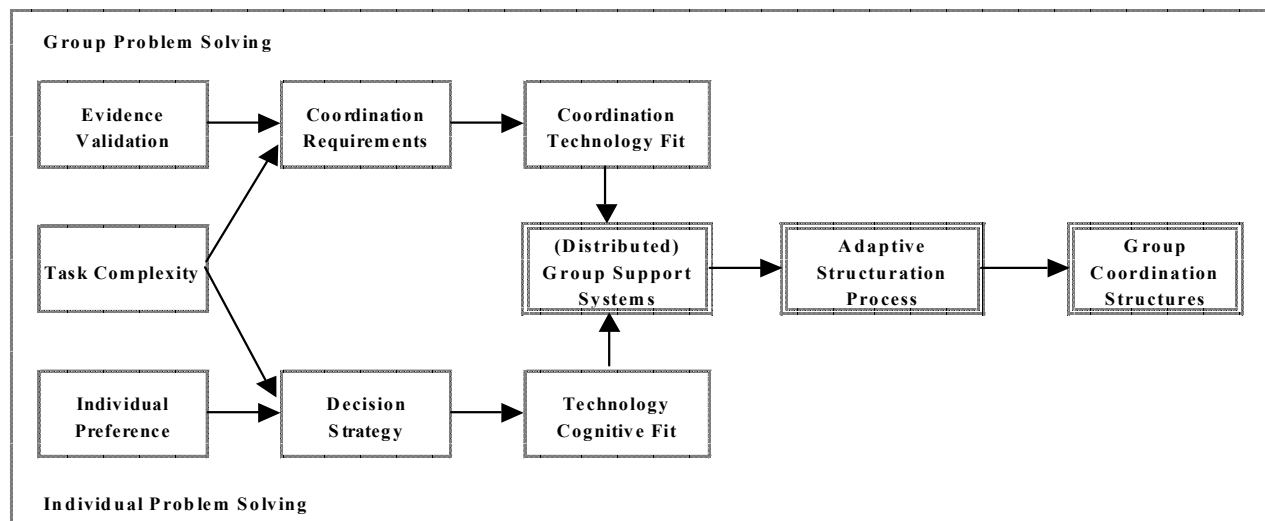 Group Problem Solving
Evidence
Validation
Coordination
Requirements
Coordination
Technology Fit
Task Complexity
(Distributed)
Group Support
Systems
Adaptive
Structuration
Process
Group
Coordination
Structures
Individual
Preference
Decision
Strategy
Technology
Cognitive Fit
Individual Problem Solving